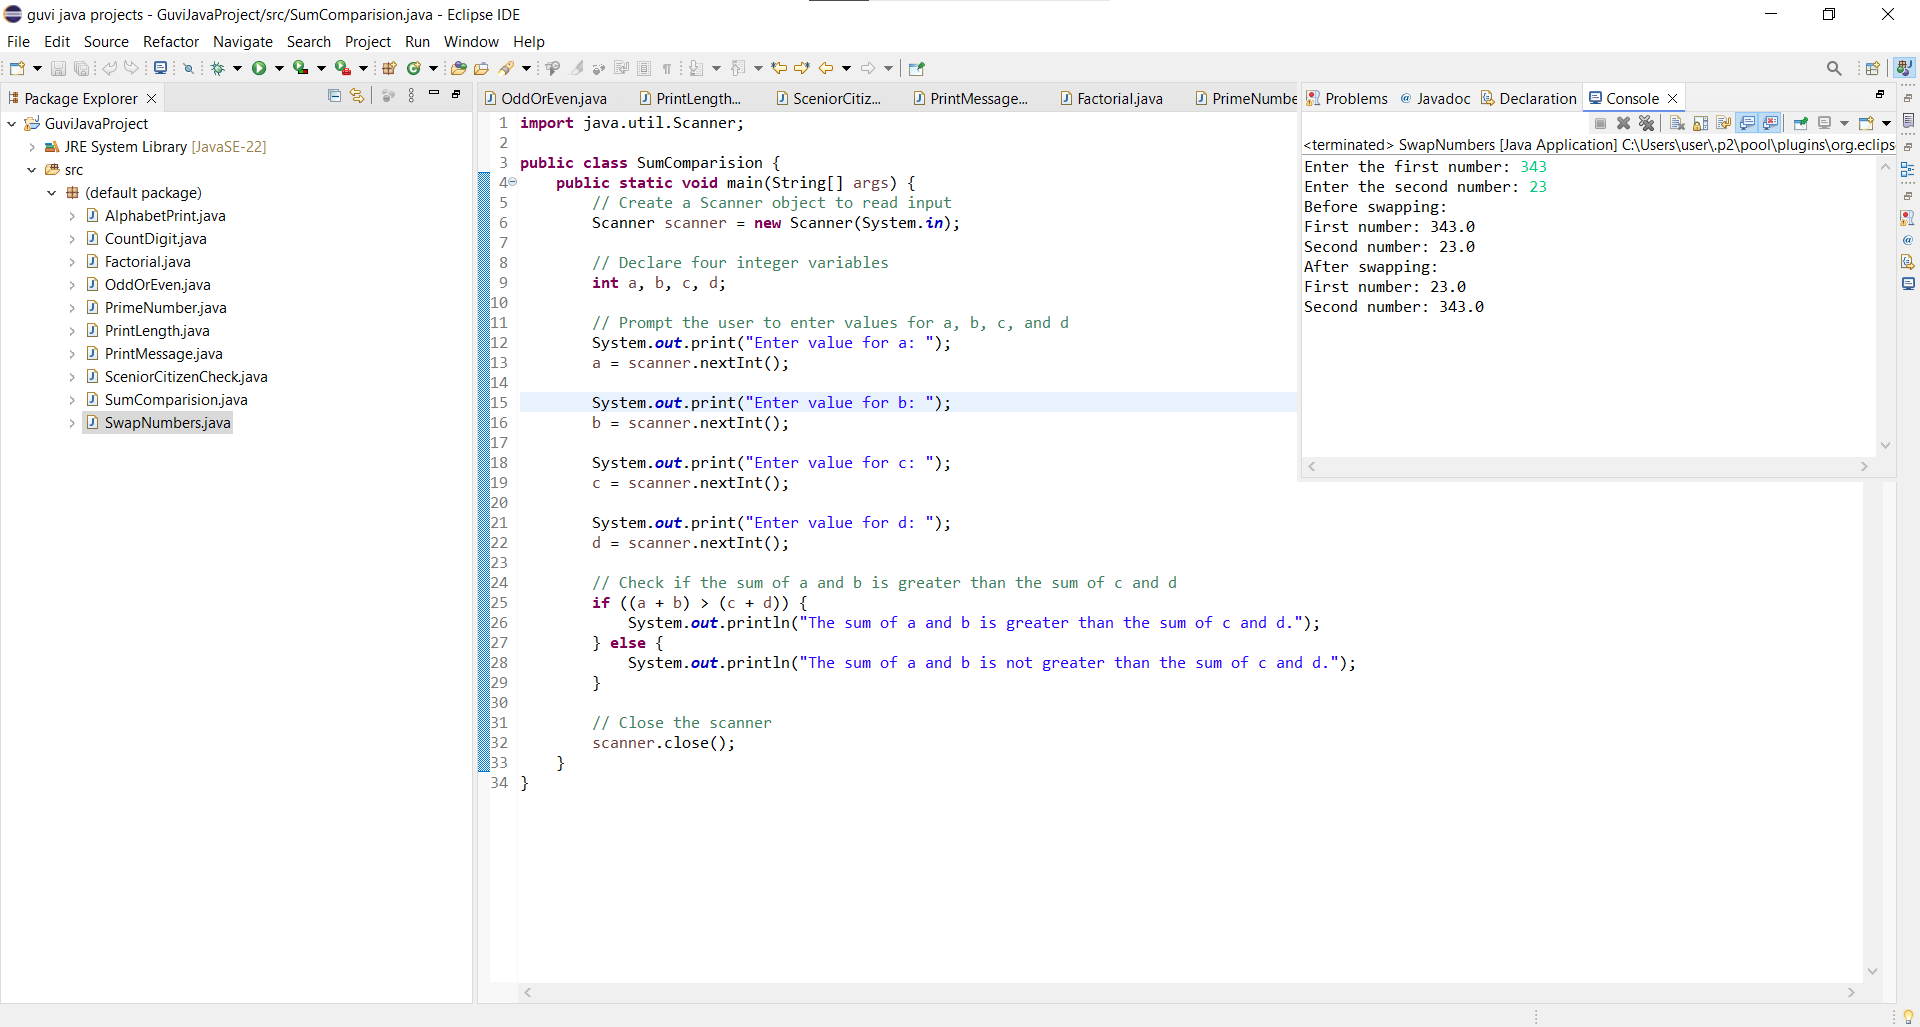 guvi java projects - GuviJavaProject/src/SumComparision.java - Eclipse IDE
File Edit Source Refactor Navigate Search Project Run Window Help
Package Explorer
GuviJavaProject
JRE System Library [JavaSE-22]
src
(default package)
AlphabetPrint.java
CountDigit.java
Factorial.java
OddOrEven.java
PrimeNumber.java
PrintLength.java
PrintMessage.java
SceniorCitizenCheck.java
SumComparision.java
SwapNumbers.java
OddOrEven.java PrintLength... SceniorCitiz... PrintMessage... Factorial.java PrimeNumbe
1 import java.util.Scanner;
2
3 public class SumComparision {
4 public static void main(String[] args) {
5 // Create a Scanner object to read input
6 Scanner scanner = new Scanner(System.in);
7
8 // Declare four integer variables
9 int a, b, c, d;
10
11 // Prompt the user to enter values for a, b, c, and d
12 System.out.print("Enter value for a: ");
13 a = scanner.nextInt();
14
15 System.out.print("Enter value for b: ");
16 b = scanner.nextInt();
17
18 System.out.print("Enter value for c: ");
19 c = scanner.nextInt();
20
21 System.out.print("Enter value for d: ");
22 d = scanner.nextInt();
23
24 // Check if the sum of a and b is greater than the sum of c and d
25 if ((a + b) > (c + d)) {
26 System.out.println("The sum of a and b is greater than the sum of c and d.");
27 } else {
28 System.out.println("The sum of a and b is not greater than the sum of c and d.");
29 }
30
31 // Close the scanner
32 scanner.close();
33 }
34 }
Problems @ Javadoc Declaration Console
<terminated> SwapNumbers [Java Application] C:\Users\user\.p2\pool\plugins\org.eclips
Enter the first number: 343
Enter the second number: 23
Before swapping:
First number: 343.0
Second number: 23.0
After swapping:
First number: 23.0
Second number: 343.0